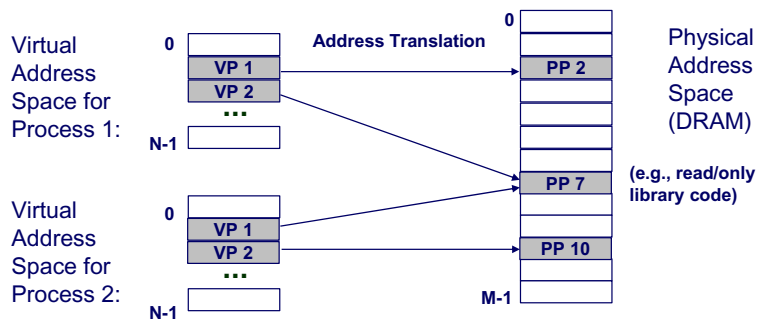 Virtual
Address
Space for
Process 1:
0
VP 1
VP 2
...
N-1
Address Translation
0
PP 2
PP 7
PP 10
M-1
Physical
Address
Space
(DRAM)
(e.g., read/only
library code)
Virtual
Address
Space for
Process 2:
0
VP 1
VP 2
...
N-1